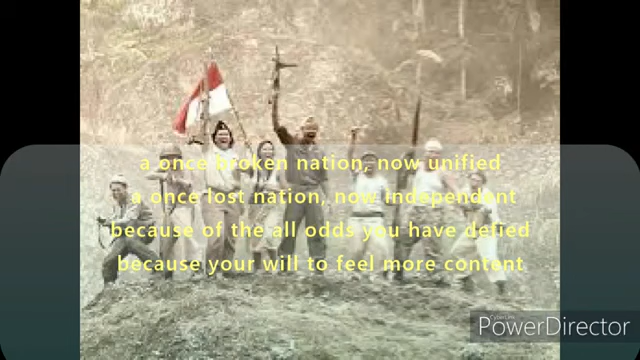 a once broken nation, now unified
a once lost nation, now independent
because of the all odds you have defied
because your will to feel more content
CyberLink
PowerDirector